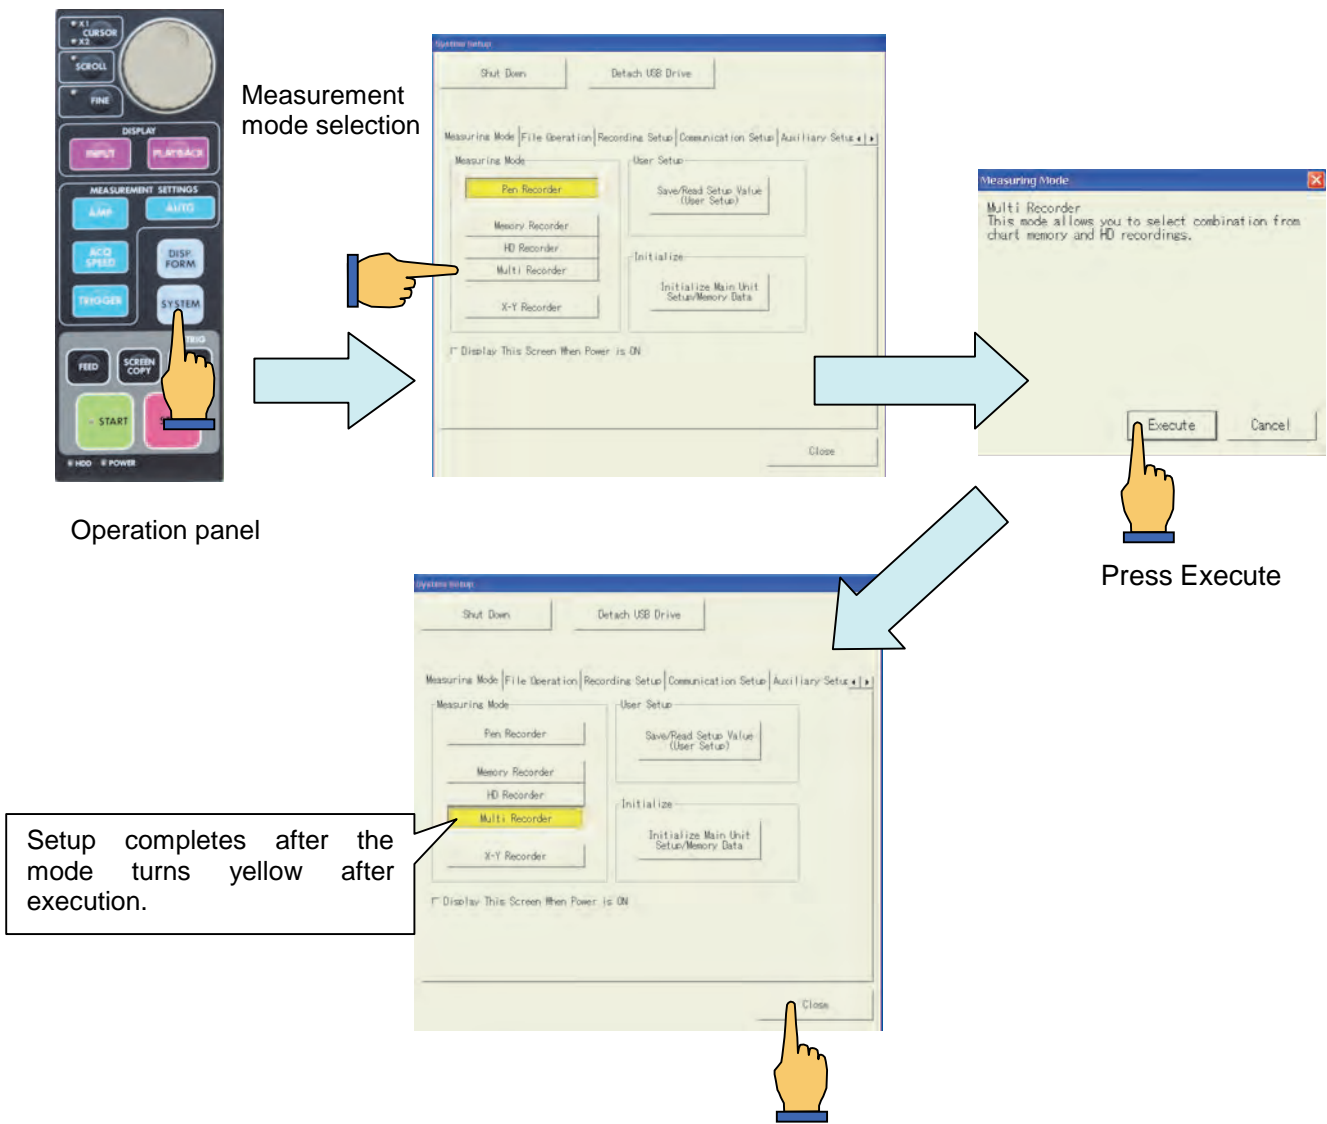 X1
CURSOR
X2
SCROLL
FINE
DISPLAY
INPUT PLAYBACK
MEASUREMENT SETTINGS
AMP AUTO
ACQ
SPEED
DISP
FORM
TRIGGER SYSTEM
TRIG
FEED
SCREEN
COPY
START
HDD POWER
Operation panel
Measurement
mode selection
System Setup
Shut Down Detach USB Drive
Measuring Mode File Operation Recording Setup Communication Setup Auxiliary Setup
Measuring Mode User Setup
Pen Recorder
Save/Read Setup Value
(User Setup)
Memory Recorder
HD Recorder
Multi Recorder
X-Y Recorder
Initialize
Initialize Main Unit
Setup/Memory Data
Display This Screen When Power is ON
Close
Measuring Mode
Multi Recorder
This mode allows you to select combination from
chart memory and HD recordings.
Execute Cancel
Press Execute
System Setup
Shut Down Detach USB Drive
Measuring Mode File Operation Recording Setup Communication Setup Auxiliary Setup
Measuring Mode User Setup
Pen Recorder
Save/Read Setup Value
(User Setup)
Memory Recorder
HD Recorder
Multi Recorder
X-Y Recorder
Initialize
Initialize Main Unit
Setup/Memory Data
Display This Screen When Power is ON
Close
Setup completes after the
mode turns yellow after
execution.